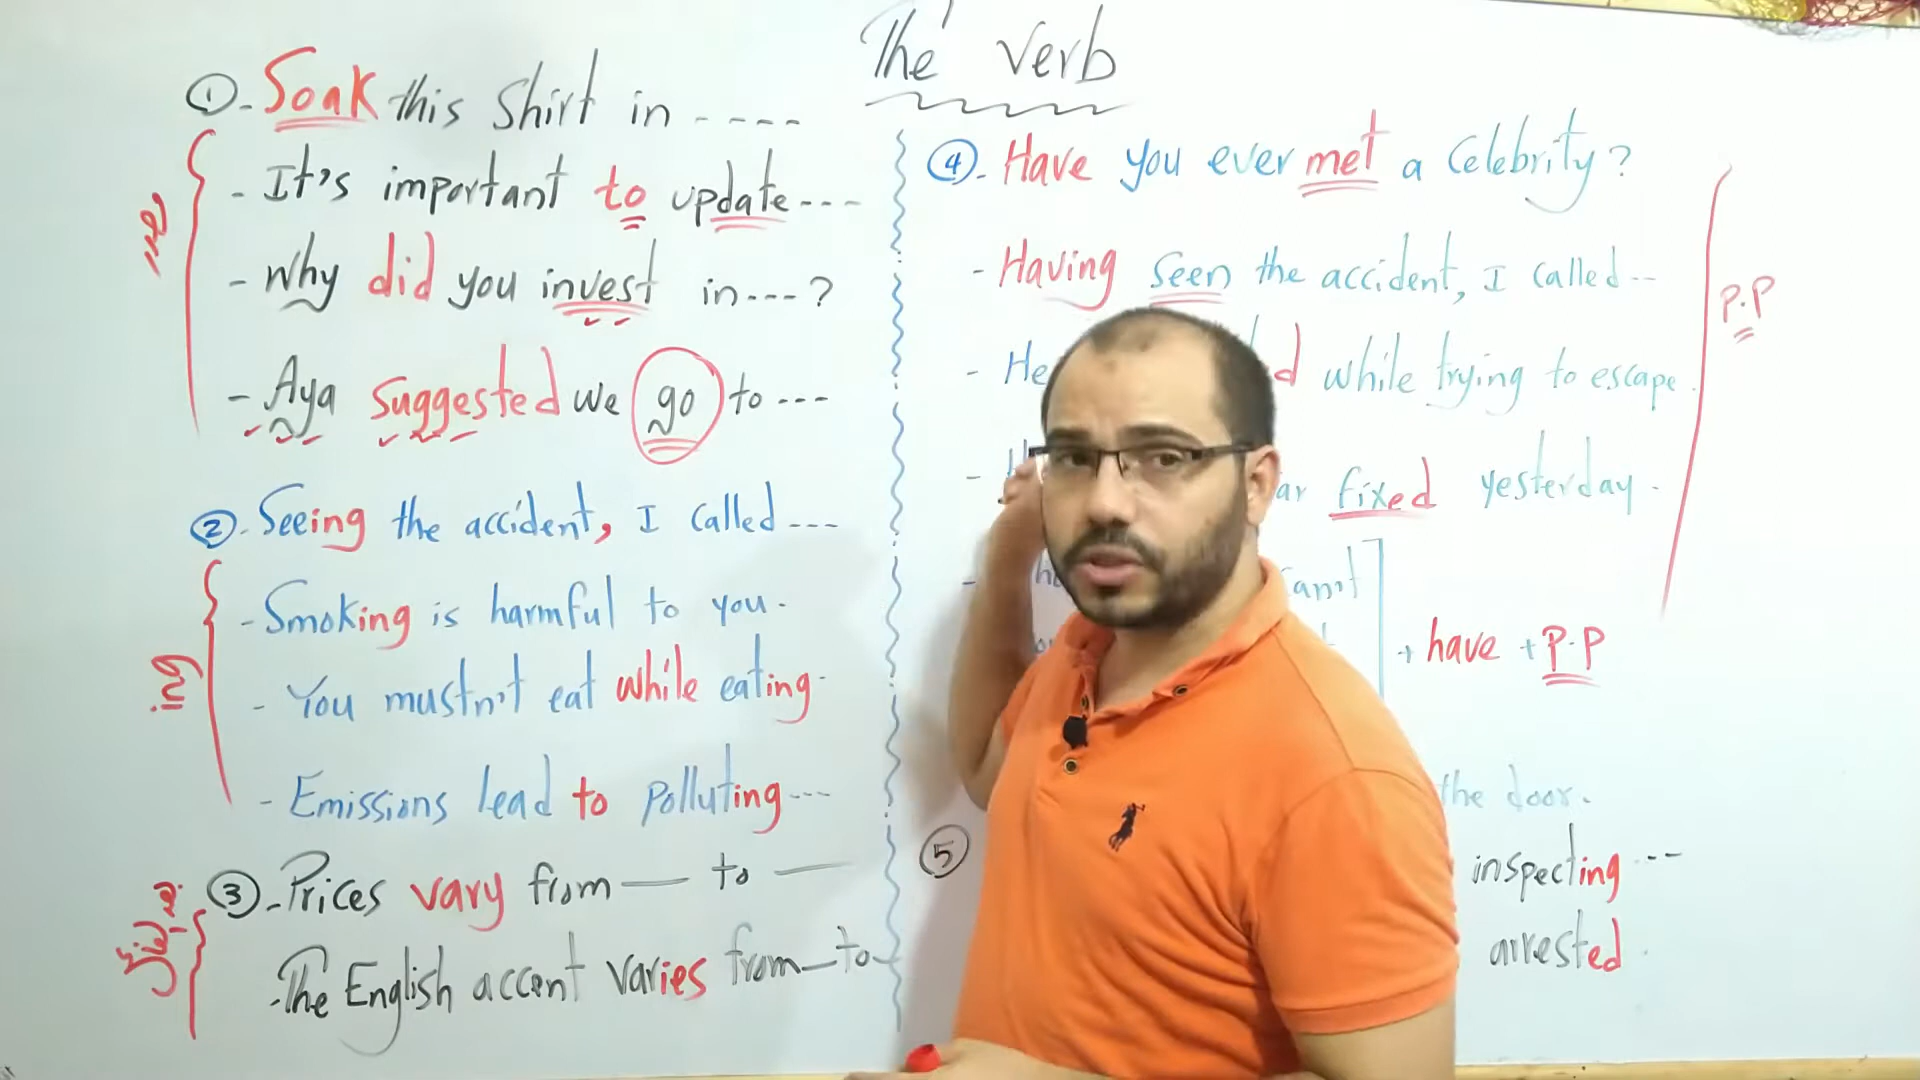 The Verb
① - Soak this shirt in - - - -
- It's important to update - - -
- Why did you invest in - - - ?
- Aya suggested we go to - - -
② - Seeing the accident, I called - - -
- Smoking is harmful to you .
- You mustn't eat while eating .
ing
- Emissions lead to polluting - - -
③ - Prices vary from — to —
- The English accent varies from — to —
④ - Have you ever met a Celebrity ?
- Having seen the accident, I called - -
P.P
- He while trying to escape .
- fixed yesterday .
+ have + P.P
the door .
⑤ inspecting - - -
arrested .